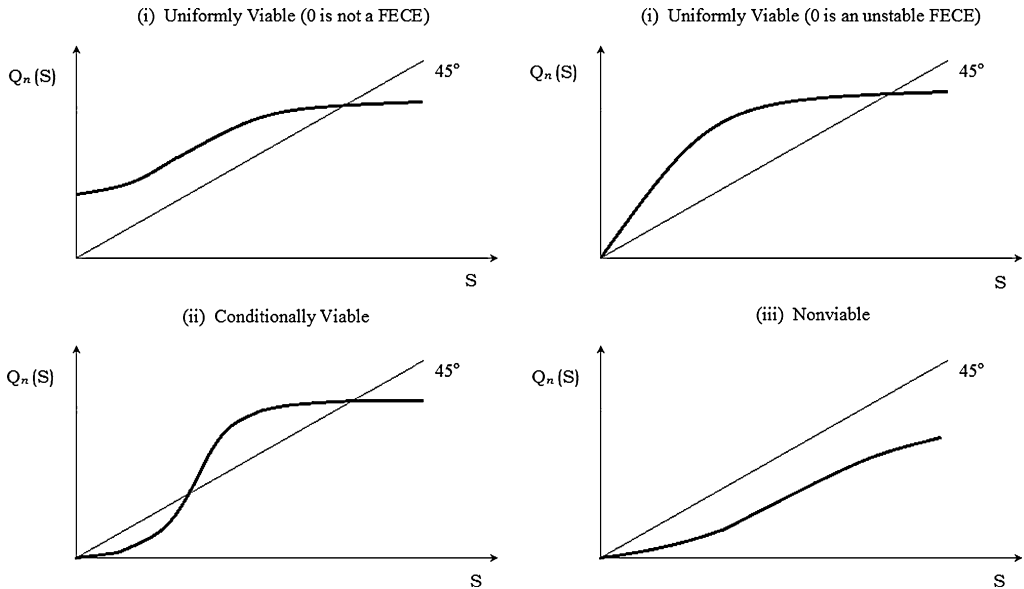 (i) Uniformly Viable (0 is not a FECE)
Qn (S)
45°
S
(i) Uniformly Viable (0 is an unstable FECE)
Qn (S)
45°
S
(ii) Conditionally Viable
Qn (S)
45°
S
(iii) Nonviable
Qn (S)
45°
S